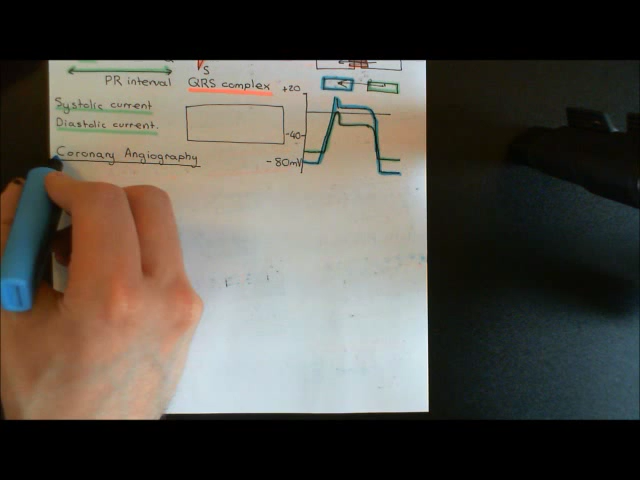 S
PR interval QRS complex +20
Systolic current
Diastolic current.
-40
Coronary Angiography -80mV